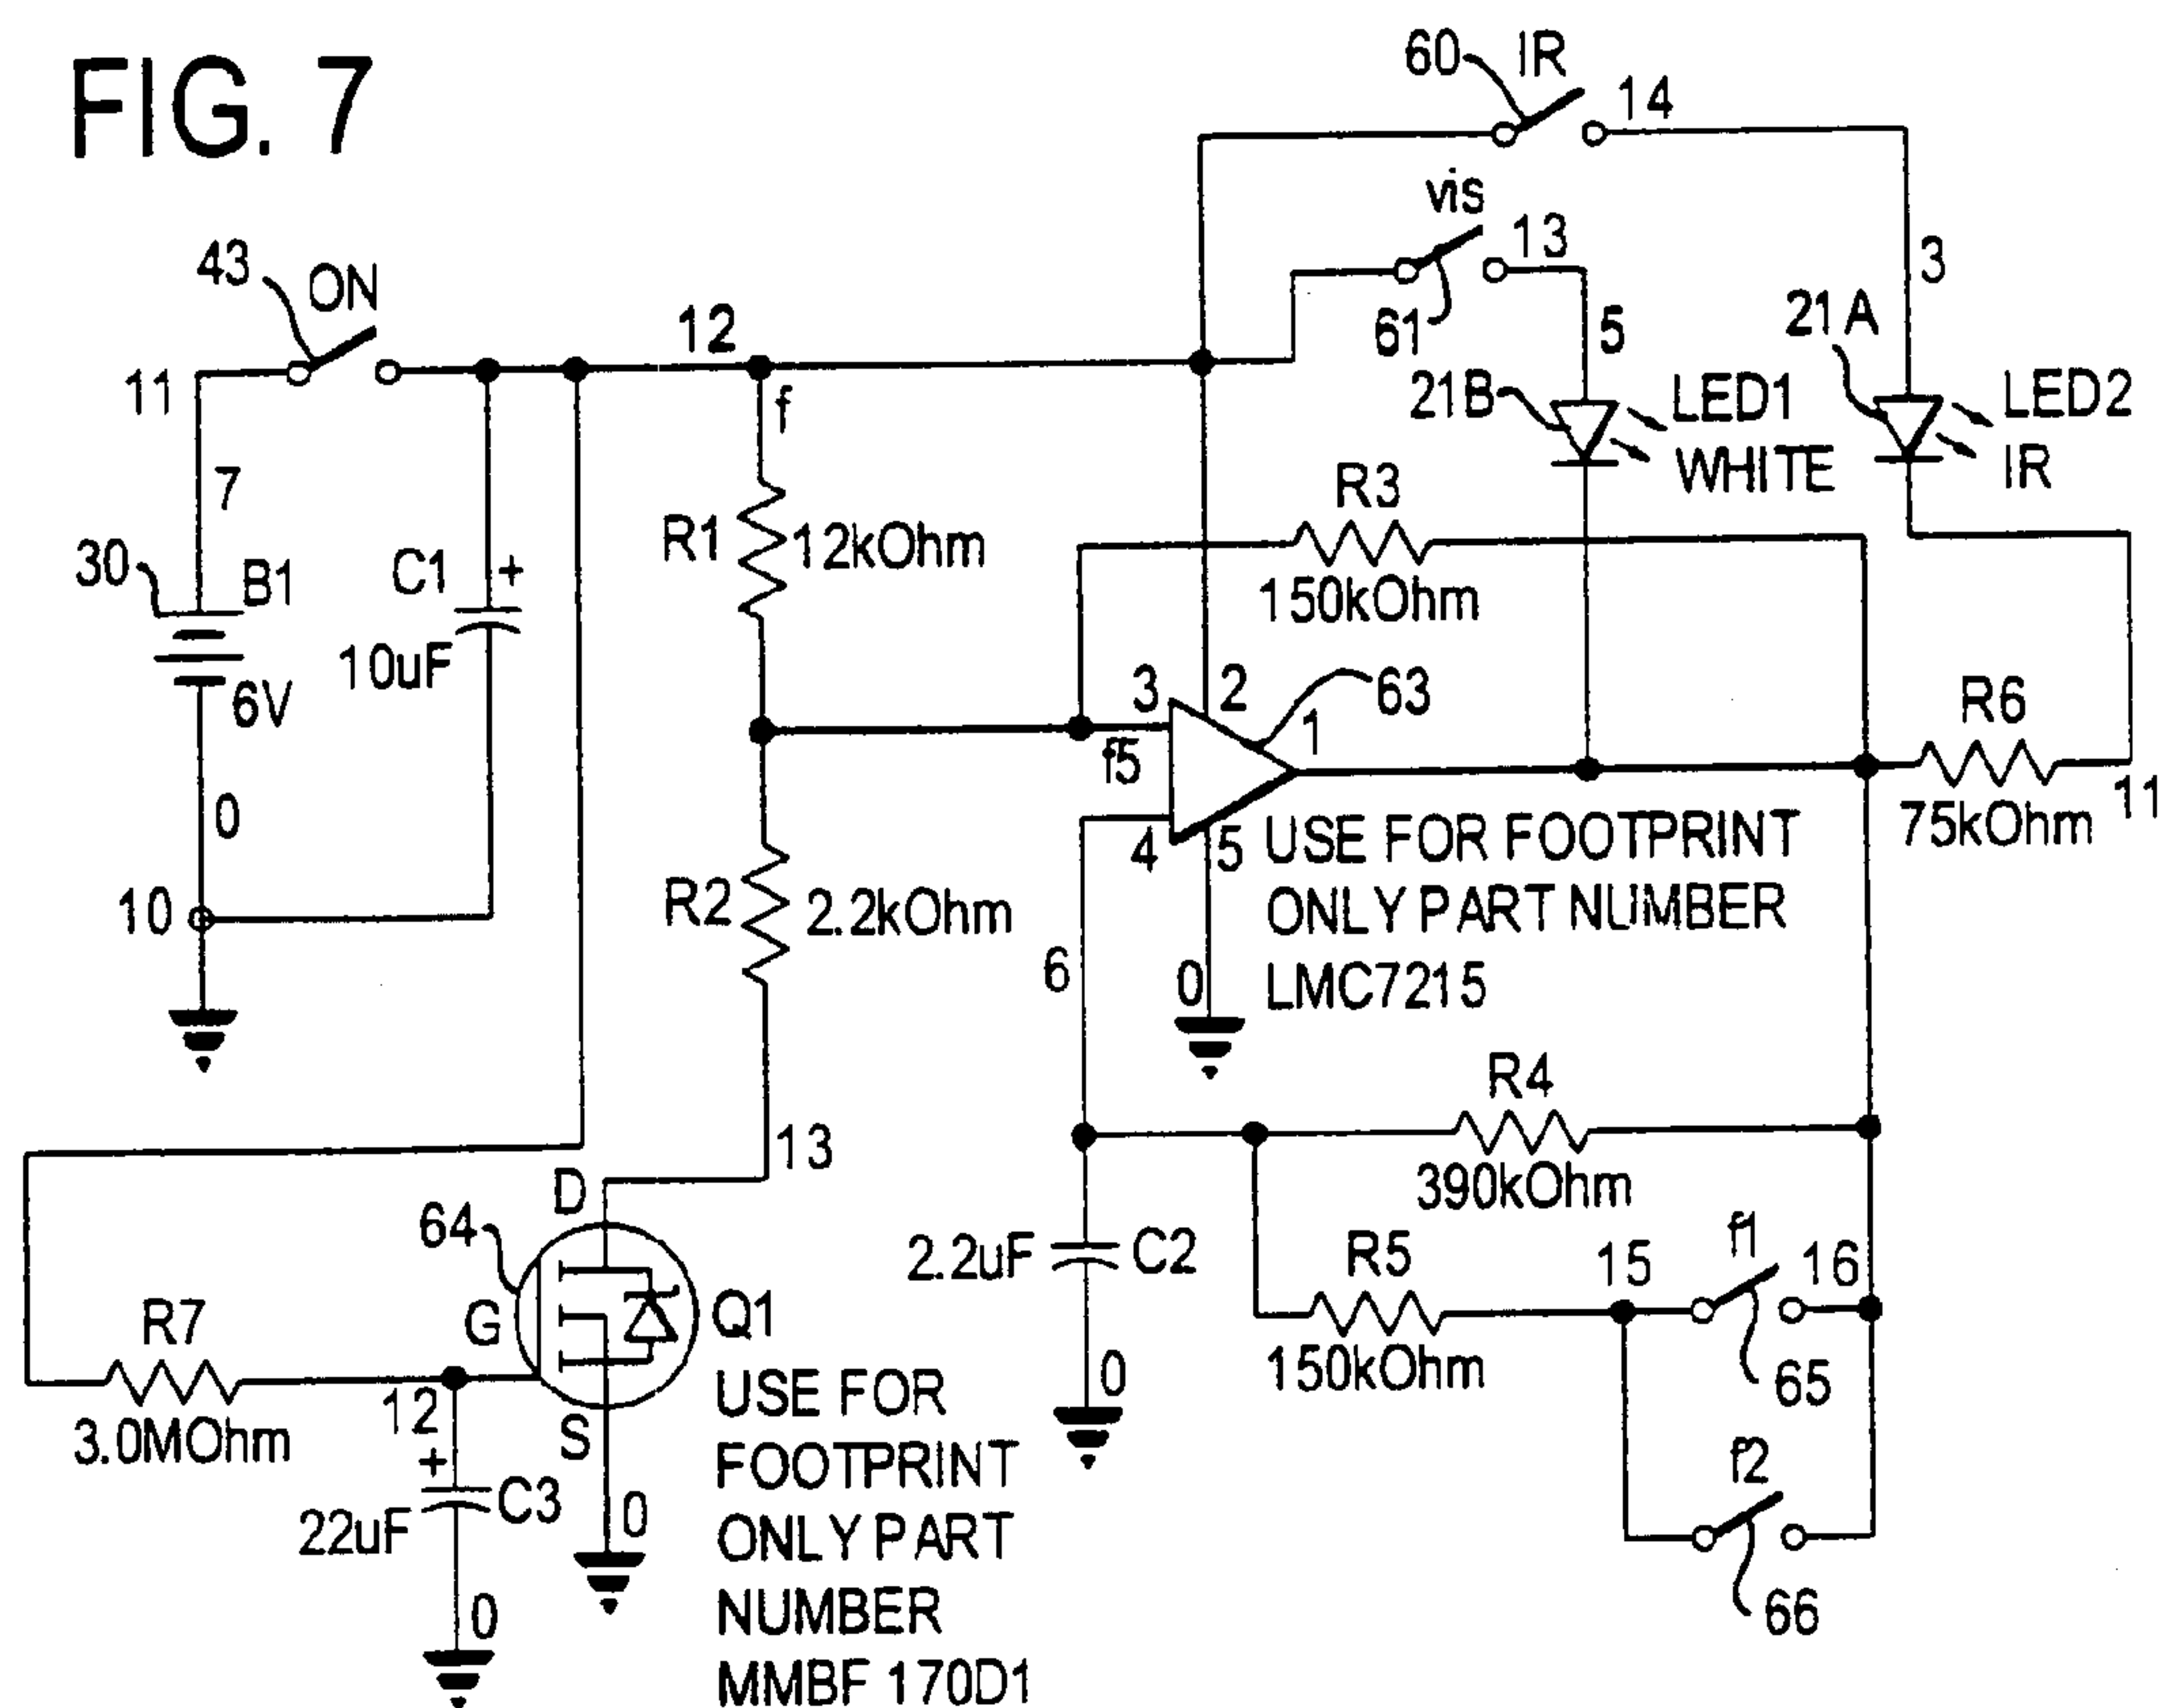 FIG. 7
60
IR
14
vis
13
61
5
3
43
ON
11
12
f
7
30
B1
6V
0
10
C1
+
10uF
R1
12kOhm
R2
2.2kOhm
13
21B
LED1
WHITE
21A
LED2
IR
R3
150kOhm
3
2
63
1
f5
4
5
6
0
USE FOR FOOTPRINT
ONLY PART NUMBER
LMC7215
R6
75kOhm
11
R4
390kOhm
2.2uF
C2
0
R5
150kOhm
15
f1
16
65
f2
66
64
D
G
S
Q1
0
R7
3.0MOhm
12
+
22uF
C3
0
USE FOR
FOOTPRINT
ONLY PART
NUMBER
MMBF 170D1